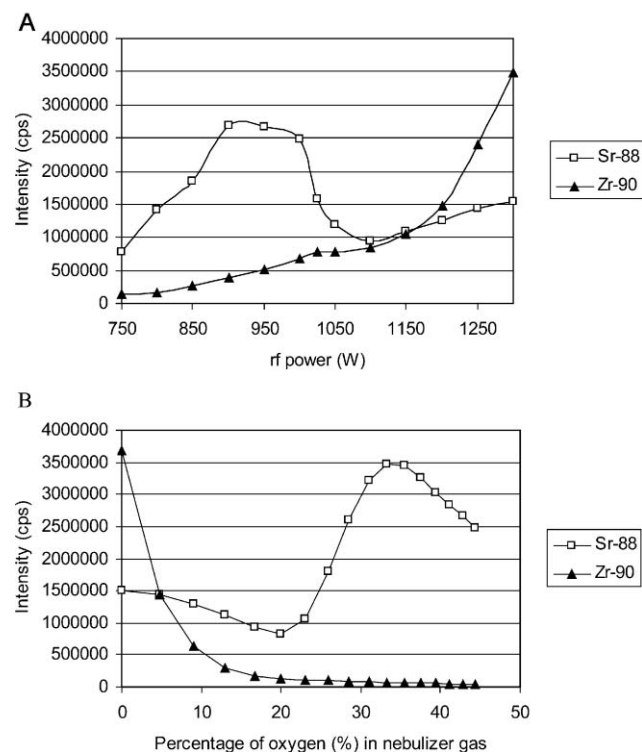 A
4000000
3500000
3000000
2500000
2000000
1500000
1000000
500000
0
Intensity (cps)
750 850 950 1050 1150 1250
rf power (W)
Sr-88
Zr-90
B
4000000
3500000
3000000
2500000
2000000
1500000
1000000
500000
0
Intensity (cps)
0 10 20 30 40 50
Percentage of oxygen (%) in nebulizer gas
Sr-88
Zr-90